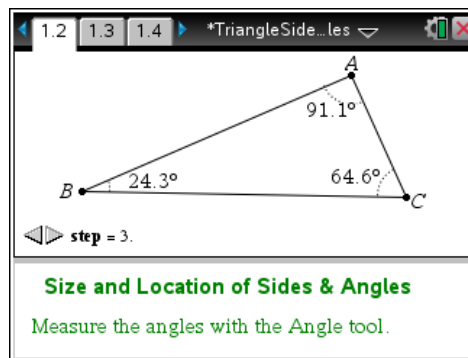 1.2 1.3 1.4 *TriangleSide...les
A
91.1°
B 24.3° 64.6° C
step = 3.
Size and Location of Sides & Angles
Measure the angles with the Angle tool.